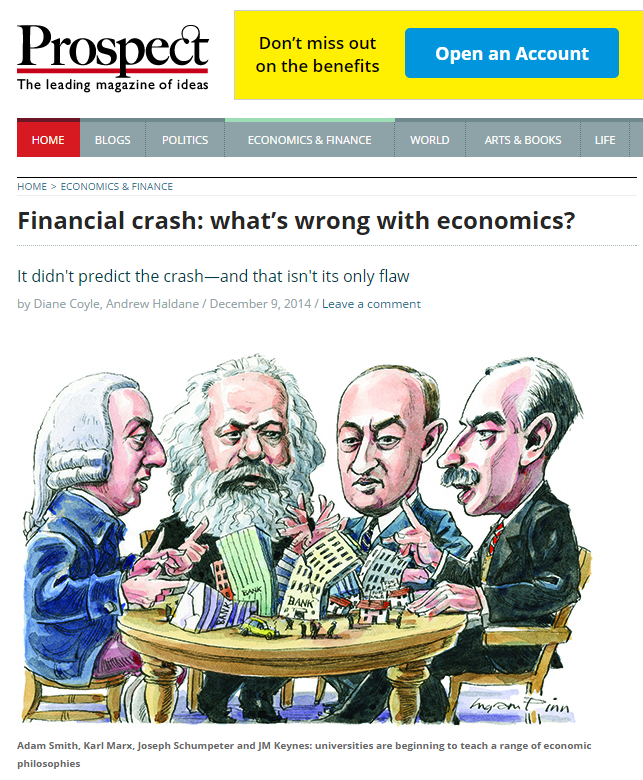 Prospect
The leading magazine of ideas
Don't miss out
on the benefits
Open an Account
HOME BLOGS POLITICS ECONOMICS & FINANCE WORLD ARTS & BOOKS LIFE
HOME > ECONOMICS & FINANCE
Financial crash: what's wrong with economics?
It didn't predict the crash—and that isn't its only flaw
by Diane Coyle, Andrew Haldane / December 9, 2014 / Leave a comment
BANK
BANK
BANK
Ingram Pinn
Adam Smith, Karl Marx, Joseph Schumpeter and JM Keynes: universities are beginning to teach a range of economic
philosophies